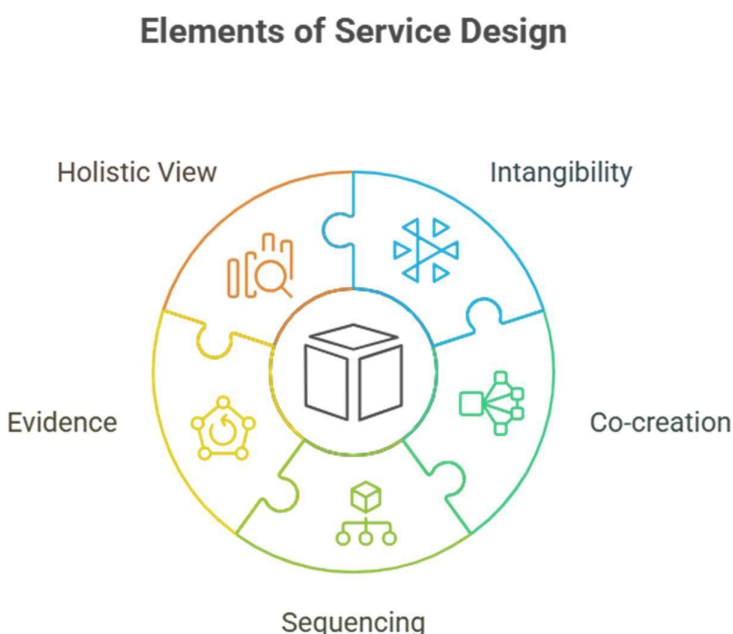 Elements of Service Design
Holistic View
Intangibility
Evidence
Co-creation
Sequencing